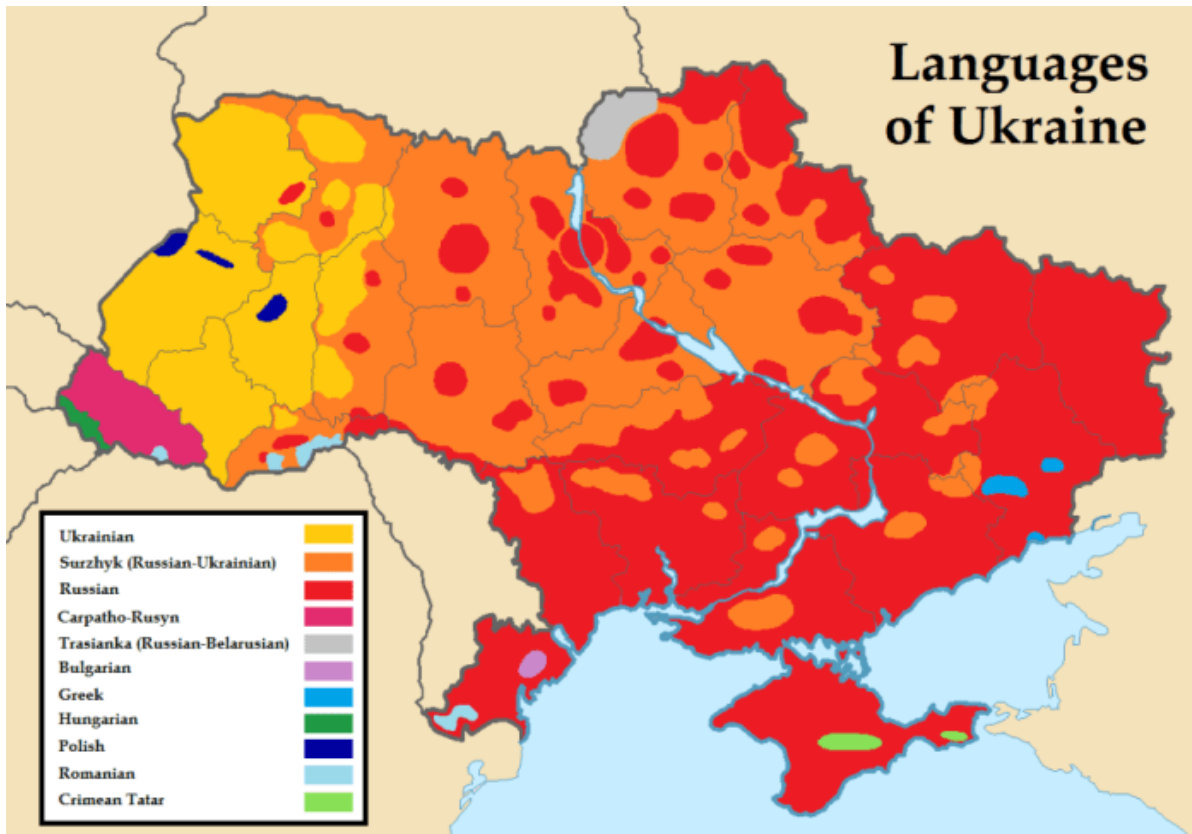 Languages
of Ukraine
Ukrainian
Surzhyk (Russian-Ukrainian)
Russian
Carpatho-Rusyn
Trasianka (Russian-Belarusian)
Bulgarian
Greek
Hungarian
Polish
Romanian
Crimean Tatar